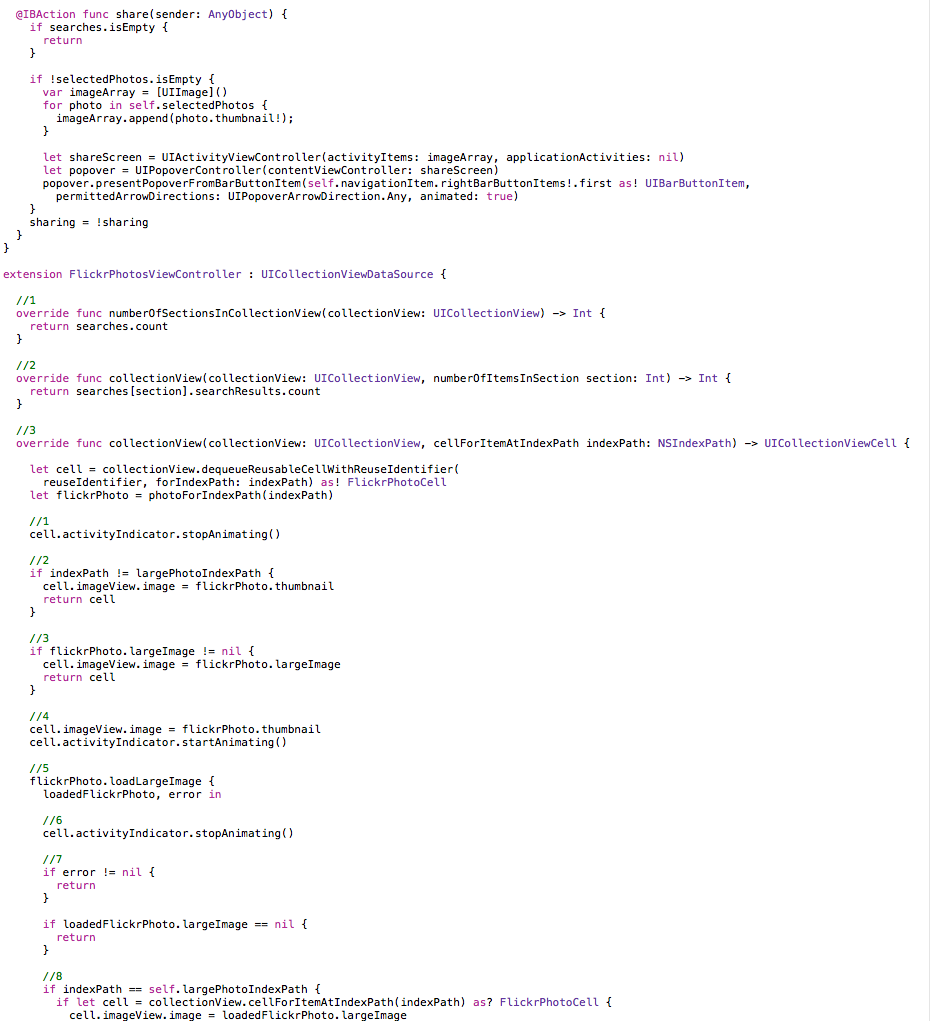 @IBAction func share(sender: AnyObject) {
if searches.isEmpty {
return
}
if !selectedPhotos.isEmpty {
var imageArray = [UIImage]()
for photo in self.selectedPhotos {
imageArray.append(photo.thumbnail!);
}
let shareScreen = UIActivityViewController(activityItems: imageArray, applicationActivities: nil)
let popover = UIPopoverController(contentViewController: shareScreen)
popover.presentPopoverFromBarButtonItem(self.navigationItem.rightBarButtonItems!.first as! UIBarButtonItem,
permittedArrowDirections: UIPopoverArrowDirection.Any, animated: true)
}
sharing = !sharing
}
}
extension FlickrPhotosViewController : UICollectionViewDataSource {
//1
override func numberOfSectionsInCollectionView(collectionView: UICollectionView) -> Int {
return searches.count
}
//2
override func collectionView(collectionView: UICollectionView, numberOfItemsInSection section: Int) -> Int {
return searches[section].searchResults.count
}
//3
override func collectionView(collectionView: UICollectionView, cellForItemAtIndexPath indexPath: NSIndexPath) -> UICollectionViewCell {
let cell = collectionView.dequeueReusableCellWithReuseIdentifier(
reuseIdentifier, forIndexPath: indexPath) as! FlickrPhotoCell
let flickrPhoto = photoForIndexPath(indexPath)
//1
cell.activityIndicator.stopAnimating()
//2
if indexPath != largePhotoIndexPath {
cell.imageView.image = flickrPhoto.thumbnail
return cell
}
//3
if flickrPhoto.largeImage != nil {
cell.imageView.image = flickrPhoto.largeImage
return cell
}
//4
cell.imageView.image = flickrPhoto.thumbnail
cell.activityIndicator.startAnimating()
//5
flickrPhoto.loadLargeImage {
loadedFlickrPhoto, error in
//6
cell.activityIndicator.stopAnimating()
//7
if error != nil {
return
}
if loadedFlickrPhoto.largeImage == nil {
return
}
//8
if indexPath == self.largePhotoIndexPath {
if let cell = collectionView.cellForItemAtIndexPath(indexPath) as? FlickrPhotoCell {
cell.imageView.image = loadedFlickrPhoto.largeImage